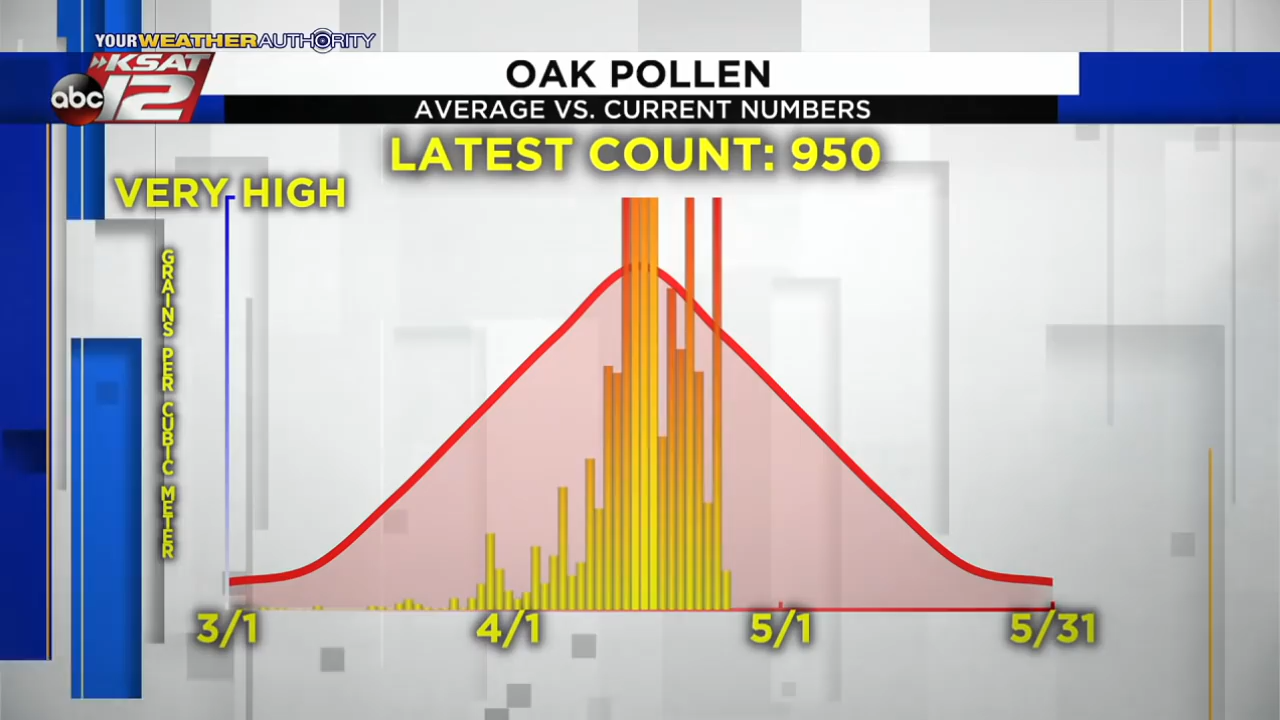 YOUR WEATHER AUTHORITY
KSAT
abc 12
OAK POLLEN
AVERAGE VS. CURRENT NUMBERS
LATEST COUNT: 950
VERY HIGH
GRAINS PER CUBIC METER
3/1 4/1 5/1 5/31